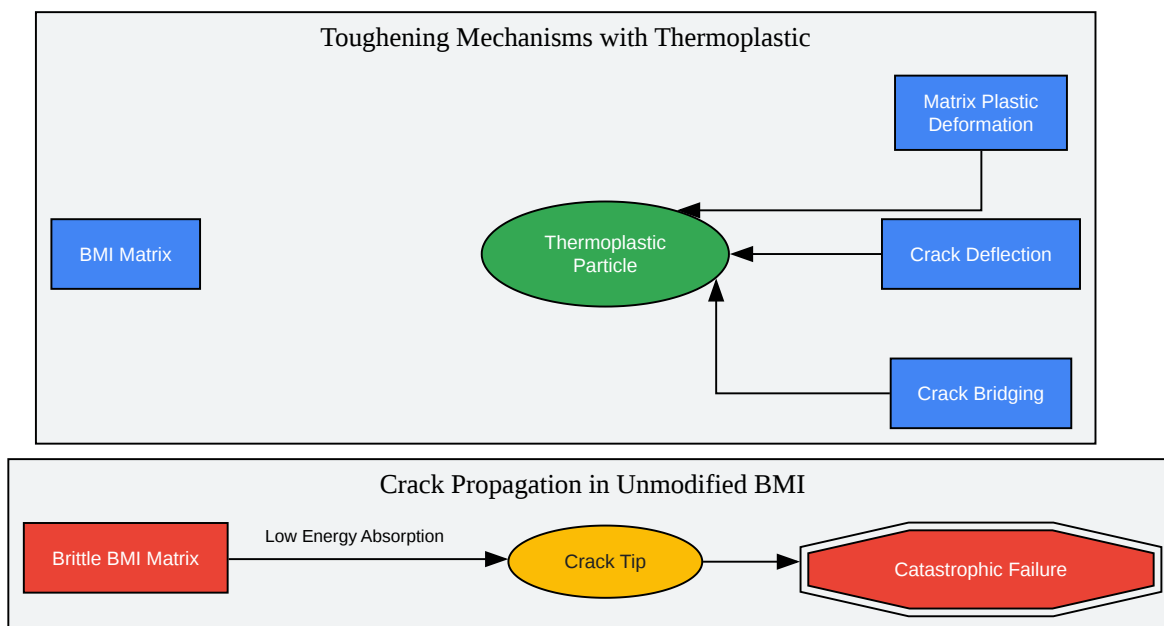 Toughening Mechanisms with Thermoplastic
Matrix Plastic
Deformation
BMI Matrix
Thermoplastic
Particle
Crack Deflection
Crack Bridging
Crack Propagation in Unmodified BMI
Brittle BMI Matrix
Low Energy Absorption
Crack Tip
Catastrophic Failure